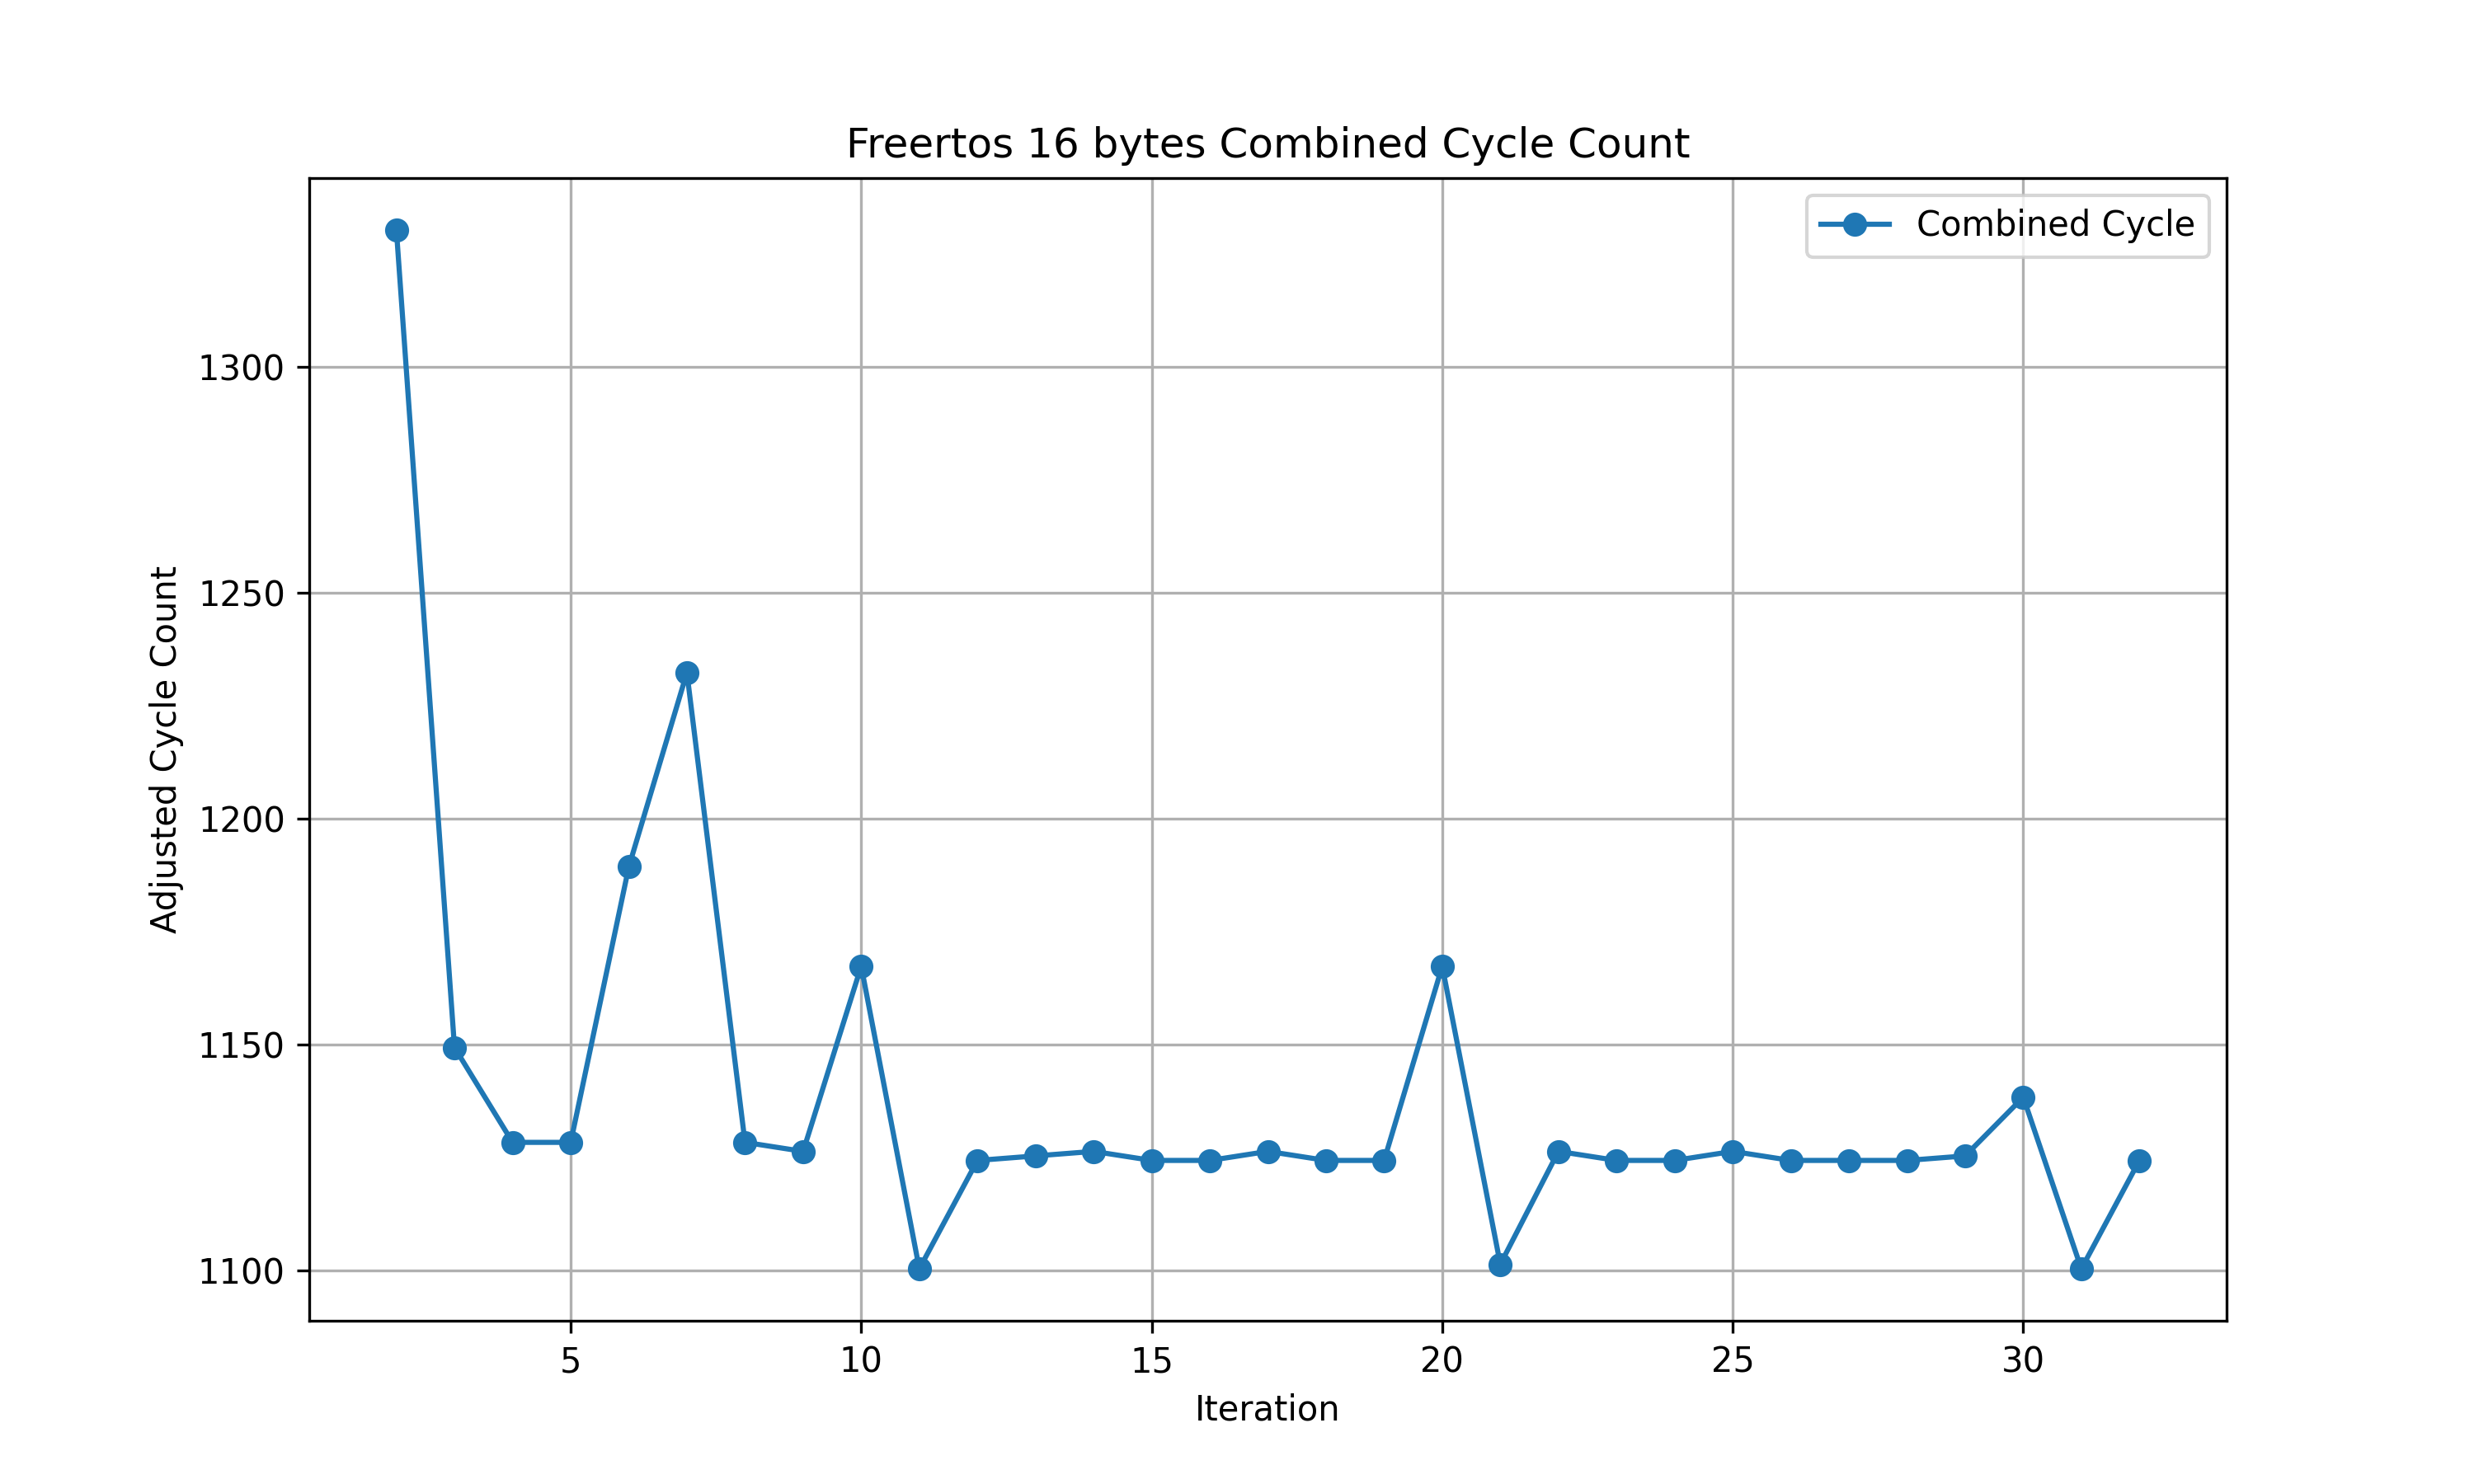 Freertos 16 bytes Combined Cycle Count
Combined Cycle
Adjusted Cycle Count
1300
1250
1200
1150
1100
5 10 15 20 25 30
Iteration